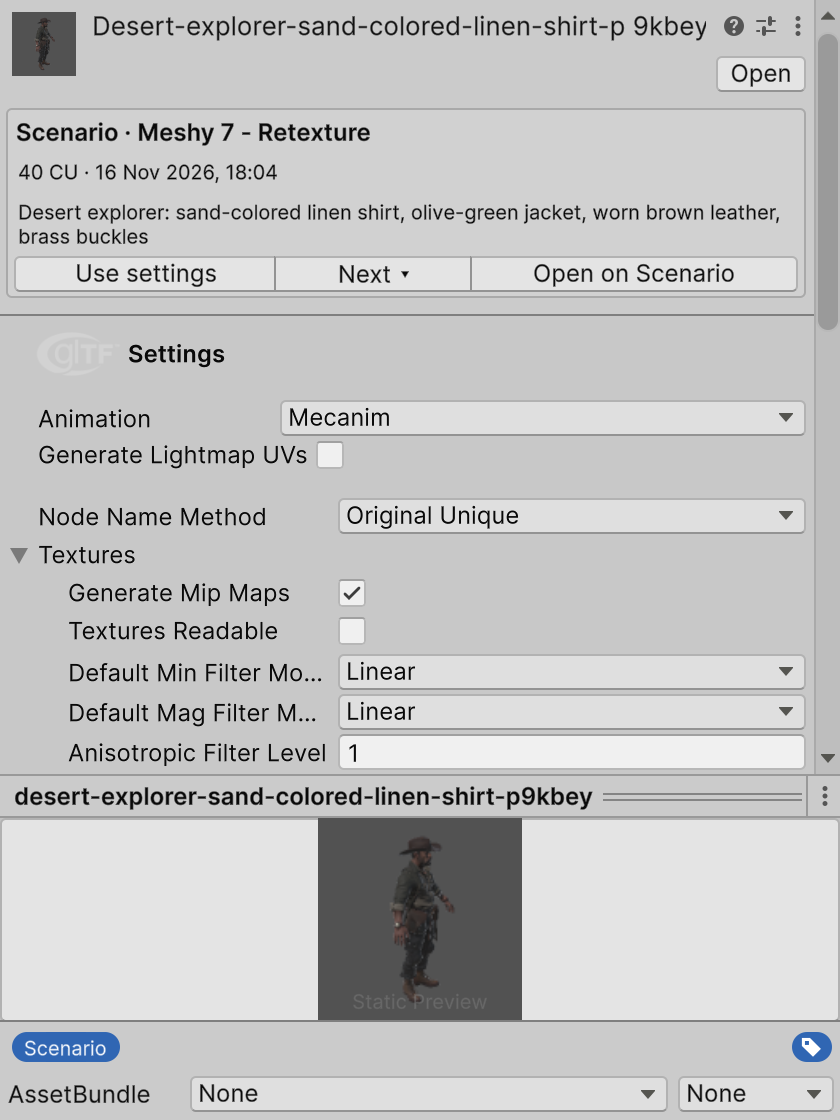 Desert-explorer-sand-colored-linen-shirt-p 9kbey
Open
Scenario · Meshy 7 - Retexture
40 CU · 16 Nov 2026, 18:04
Desert explorer: sand-colored linen shirt, olive-green jacket, worn brown leather,
brass buckles
Use settings Next Open on Scenario
glTF Settings
Animation Mecanim
Generate Lightmap UVs
Node Name Method Original Unique
Textures
Generate Mip Maps
Textures Readable
Default Min Filter Mo... Linear
Default Mag Filter M... Linear
Anisotropic Filter Level 1
desert-explorer-sand-colored-linen-shirt-p9kbey
Static Preview
Scenario
AssetBundle None None